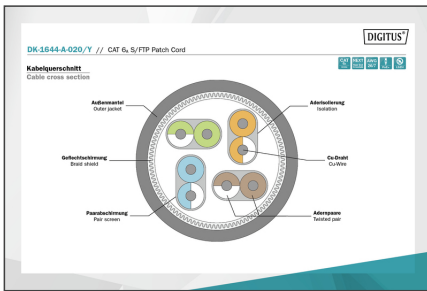 DIGITUS®
DK-1644-A-020/Y // CAT 6A S/FTP Patch Cord
Kabelquerschnitt
Cable cross section
Außenmantel
Outer jacket
Aderisolierung
Isolation
Geflechtschirmung
Braid shield
Cu-Draht
Cu-Wire
Paarabschirmung
Pair screen
Adernpaare
Twisted pair